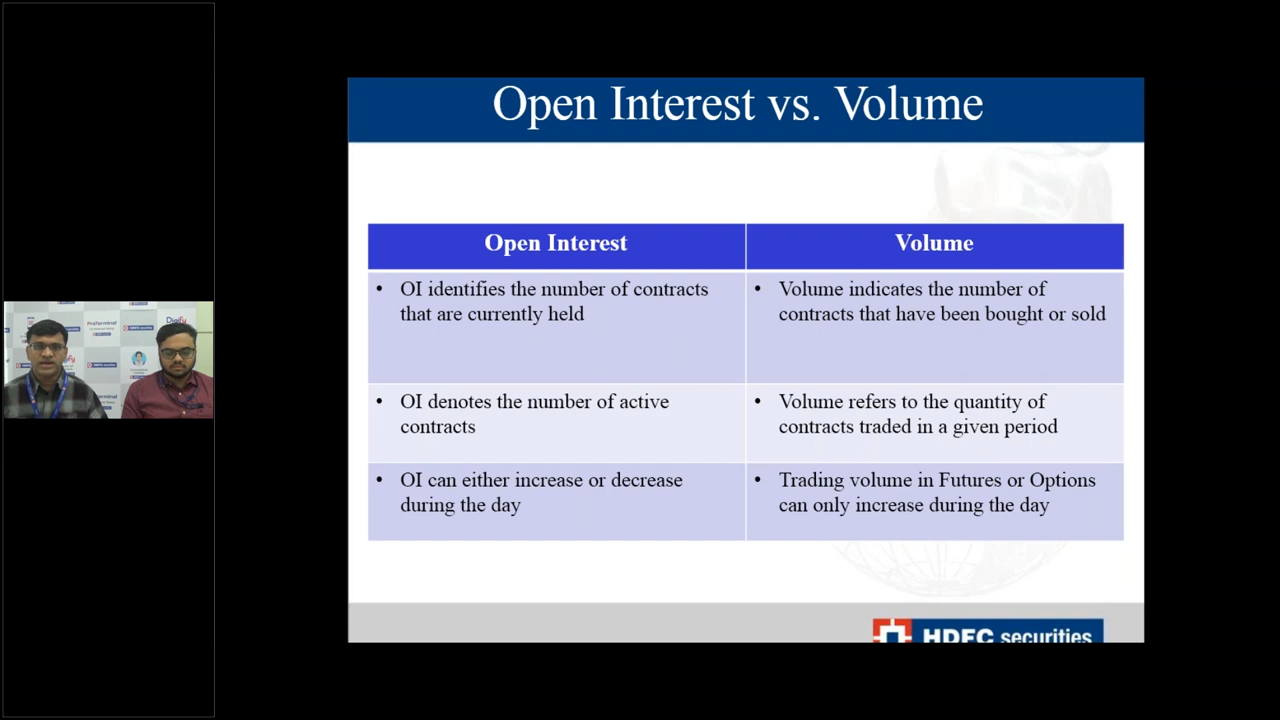 Open Interest vs. Volume
Open Interest
Volume
• OI identifies the number of contracts
that are currently held
• Volume indicates the number of
contracts that have been bought or sold
• OI denotes the number of active
contracts
• Volume refers to the quantity of
contracts traded in a given period
• OI can either increase or decrease
during the day
• Trading volume in Futures or Options
can only increase during the day
HDFC securities
ProTerminal
Digify